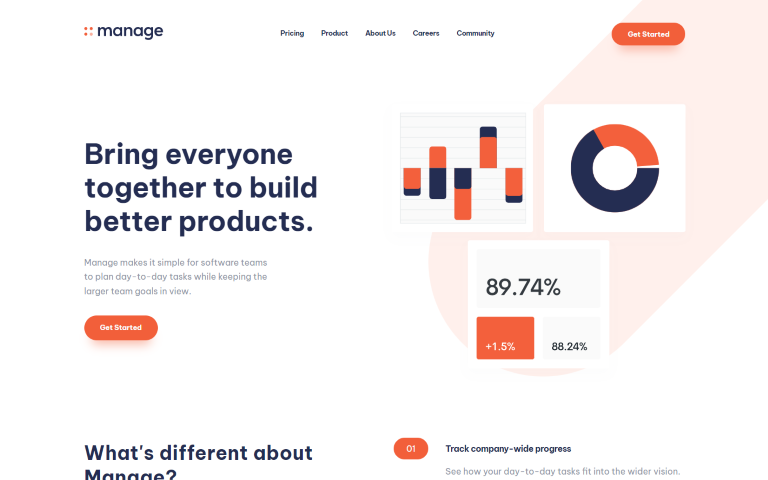 manage
Pricing Product About Us Careers Community
Get Started
Bring everyone
together to build
better products.
Manage makes it simple for software teams
to plan day-to-day tasks while keeping the
larger team goals in view.
Get Started
89.74%
+1.5%
88.24%
What's different about
Manage?
01
Track company-wide progress
See how your day-to-day tasks fit into the wider vision.